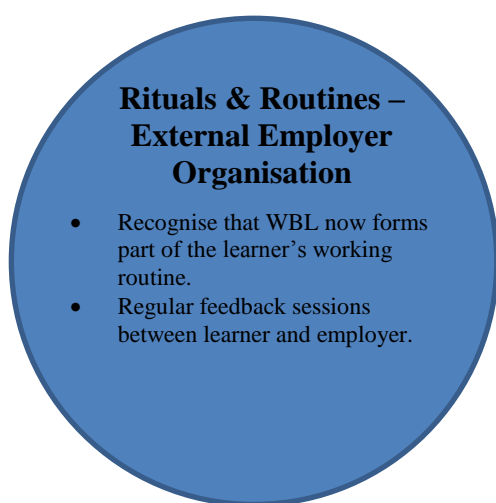 Rituals & Routines –
External Employer
Organisation
• Recognise that WBL now forms
part of the learner’s working
routine.
• Regular feedback sessions
between learner and employer.